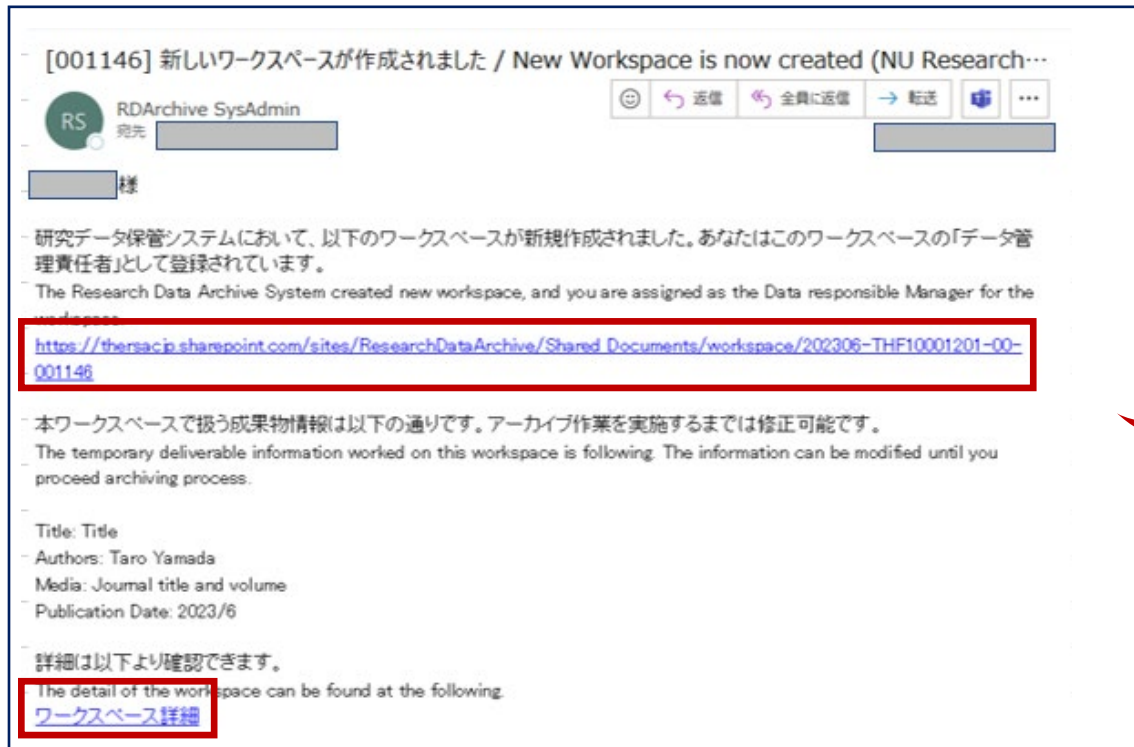 [001146] 新しいワークスペースが作成されました / New Workspace is now created (NU Research…
RS
RDArchive SysAdmin
宛先
返信
全員に返信
転送
様
研究データ保管システムにおいて、以下のワークスペースが新規作成されました。あなたはこのワークスペースの「データ管
理責任者」として登録されています。
The Research Data Archive System created new workspace, and you are assigned as the Data responsible Manager for the
workspace.
https://thersacjp.sharepoint.com/sites/ResearchDataArchive/Shared Documents/workspace/202306-THF10001201-00-
001146
本ワークスペースで扱う成果物情報は以下の通りです。アーカイブ作業を実施するまでは修正可能です。
The temporary deliverable information worked on this workspace is following. The information can be modified until you
proceed archiving process.
Title: Title
Authors: Taro Yamada
Media: Journal title and volume
Publication Date: 2023/6
詳細は以下より確認できます。
The detail of the workspace can be found at the following.
ワークスペース詳細